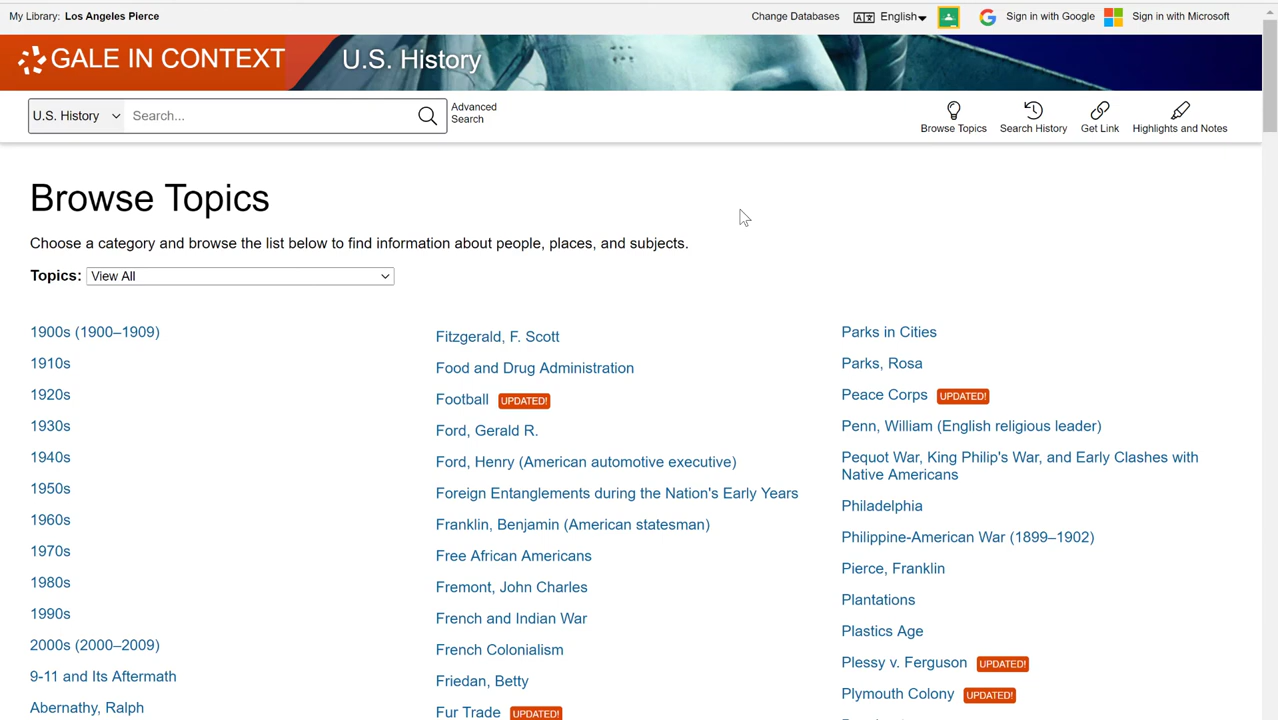 My Library: Los Angeles Pierce
Change Databases
English
Sign in with Google
Sign in with Microsoft
GALE IN CONTEXT
U.S. History
U.S. History
Search...
Advanced
Search
Browse Topics
Search History
Get Link
Highlights and Notes
Browse Topics
Choose a category and browse the list below to find information about people, places, and subjects.
Topics: View All
1900s (1900–1909)
1910s
1920s
1930s
1940s
1950s
1960s
1970s
1980s
1990s
2000s (2000–2009)
9-11 and Its Aftermath
Abernathy, Ralph
Fitzgerald, F. Scott
Food and Drug Administration
Football UPDATED!
Ford, Gerald R.
Ford, Henry (American automotive executive)
Foreign Entanglements during the Nation's Early Years
Franklin, Benjamin (American statesman)
Free African Americans
Fremont, John Charles
French and Indian War
French Colonialism
Friedan, Betty
Fur Trade UPDATED!
Parks in Cities
Parks, Rosa
Peace Corps UPDATED!
Penn, William (English religious leader)
Pequot War, King Philip's War, and Early Clashes with
Native Americans
Philadelphia
Philippine-American War (1899–1902)
Pierce, Franklin
Plantations
Plastics Age
Plessy v. Ferguson UPDATED!
Plymouth Colony UPDATED!